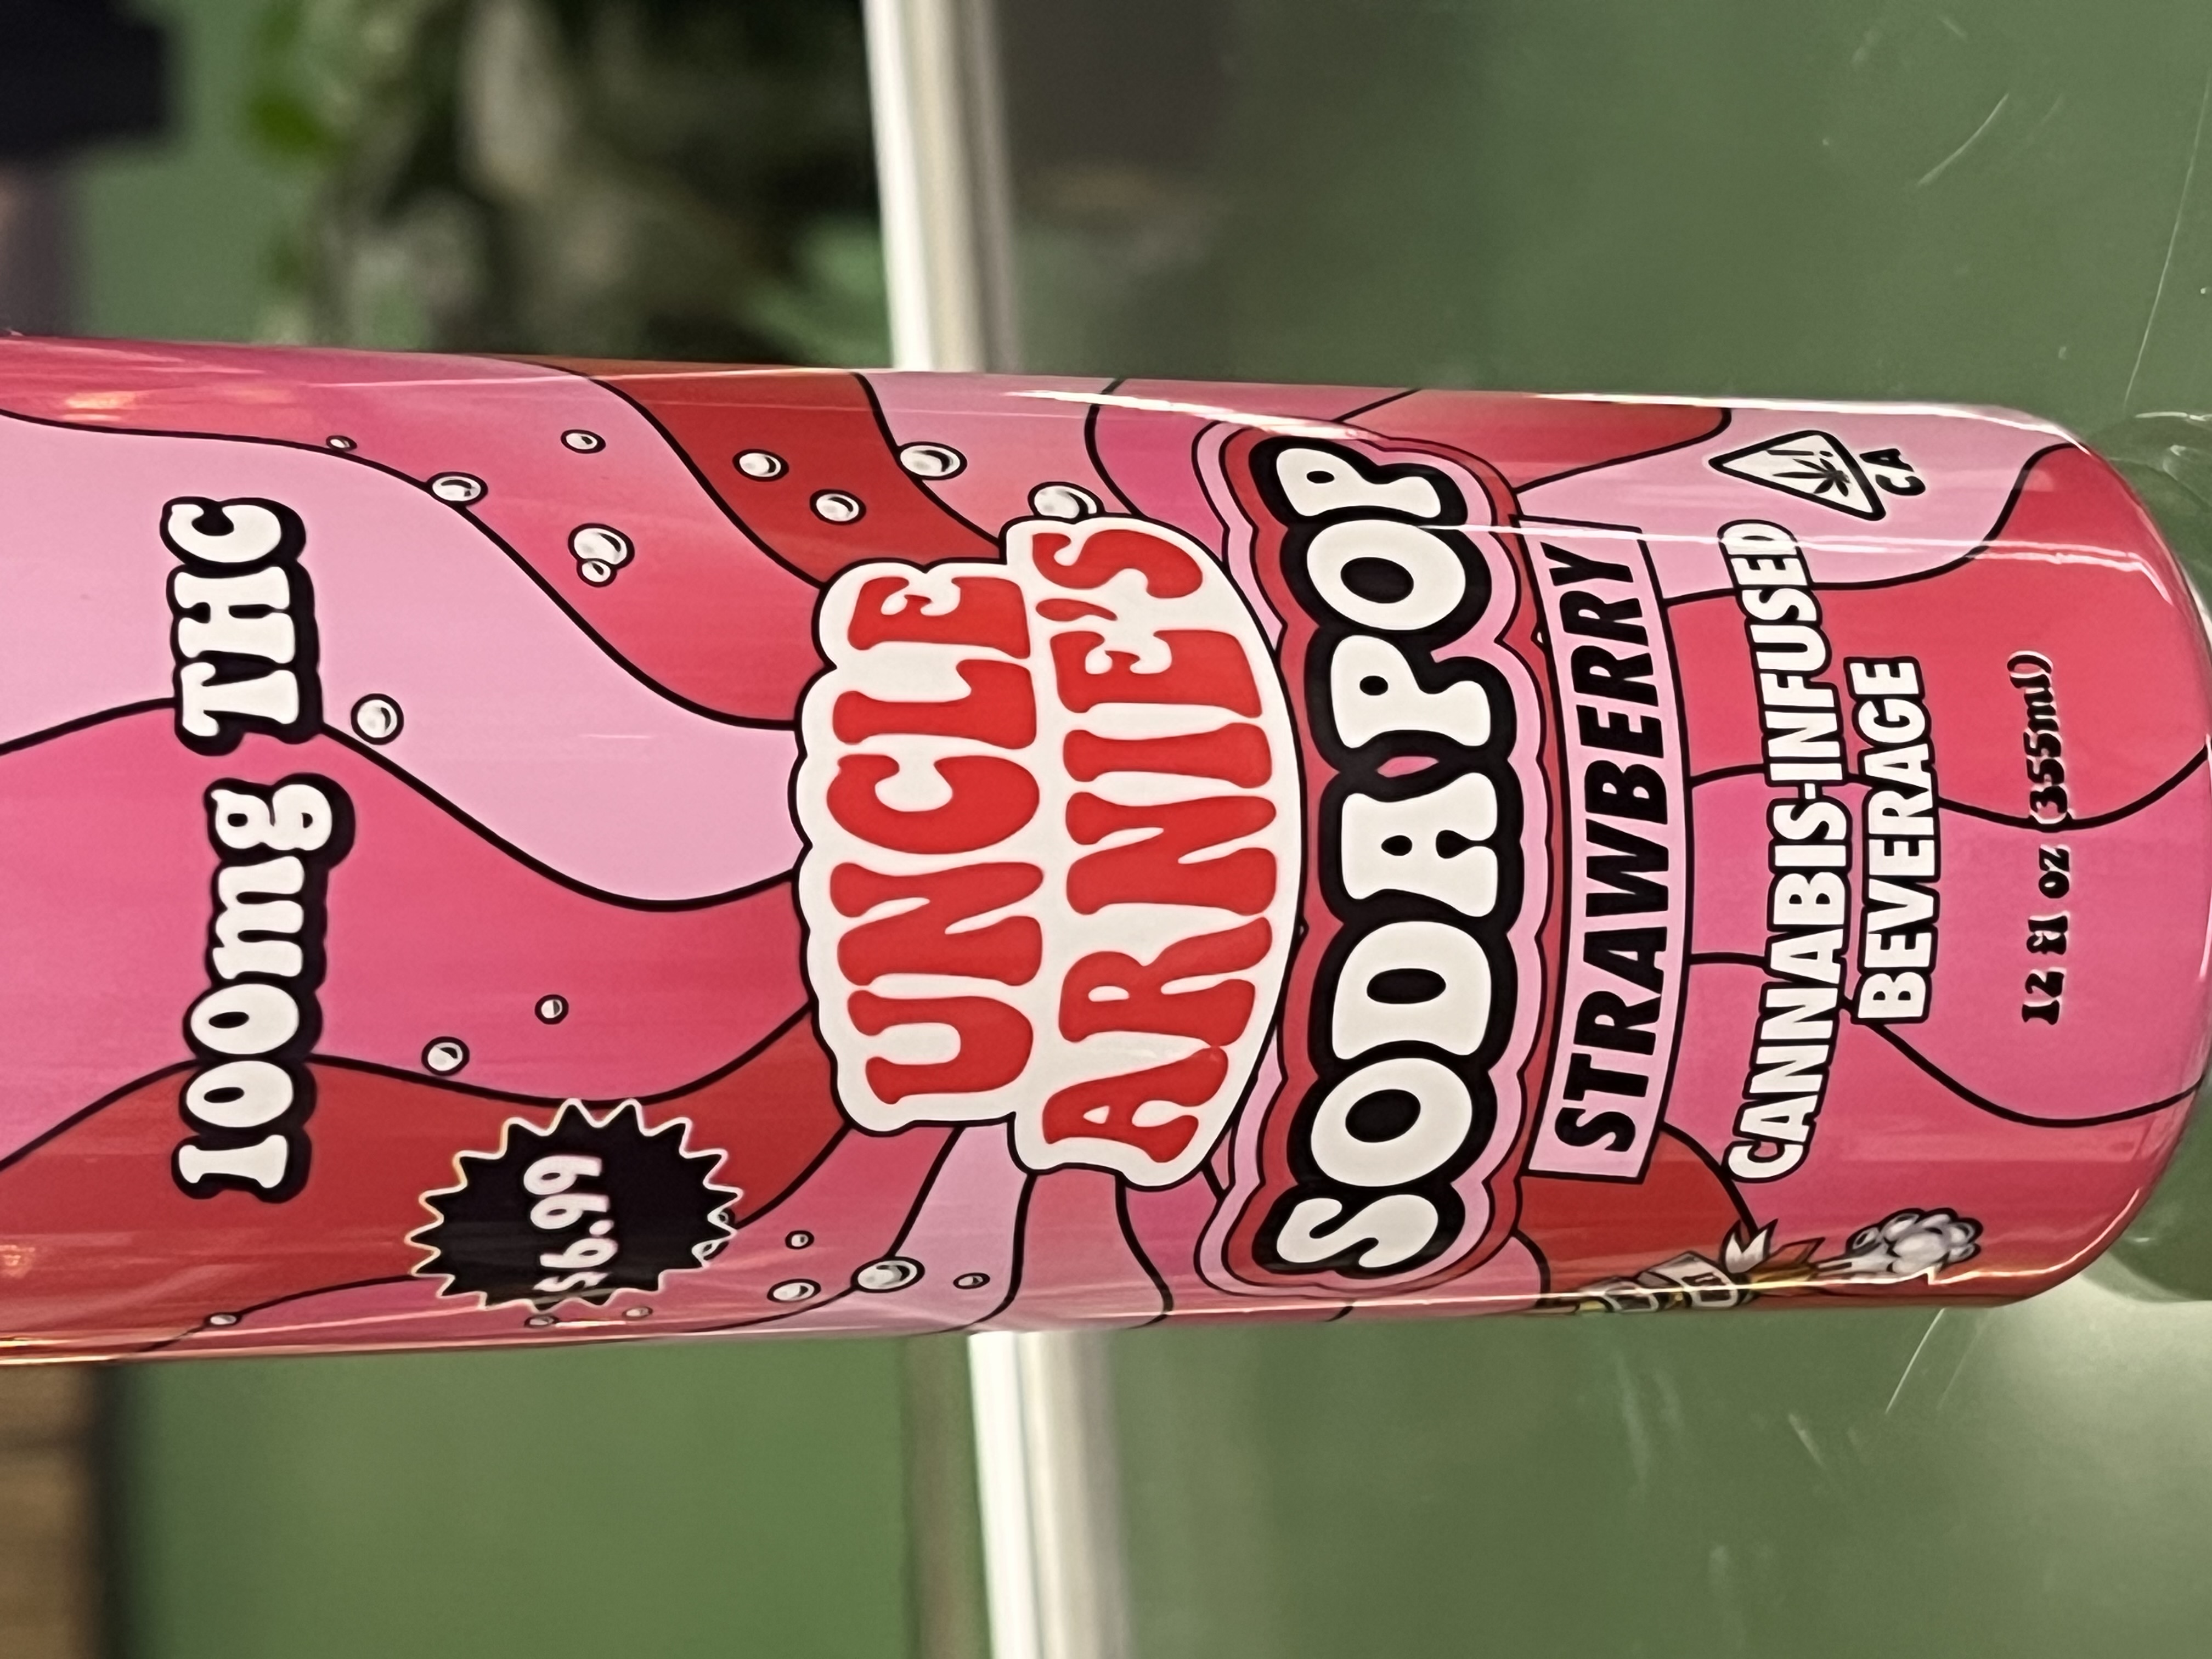 100mg THC
$6.99
UNCLE
ARNIE'S
SODA POP
STRAWBERRY
CANNABIS-INFUSED
BEVERAGE
!
CA
12 fl oz (355ml)